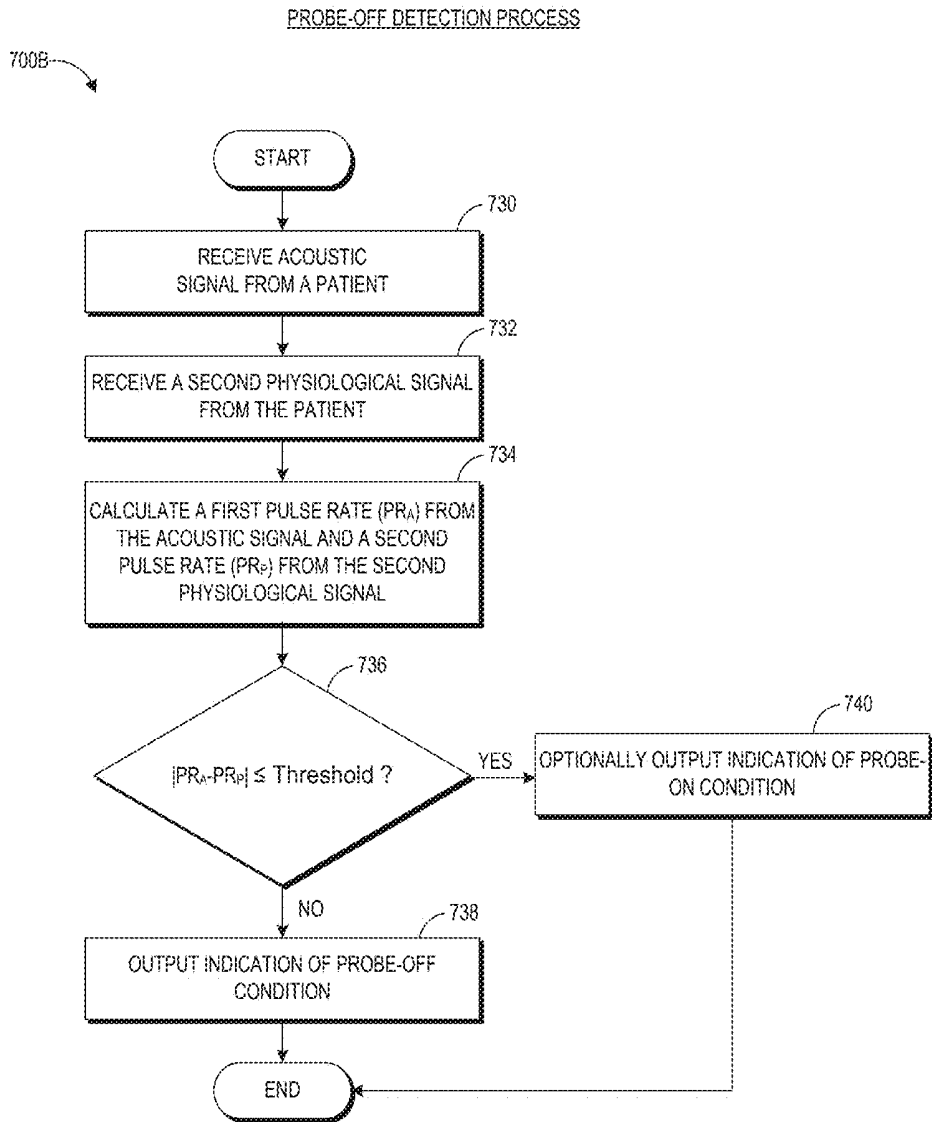 PROBE-OFF DETECTION PROCESS
700B
START
730
RECEIVE ACOUSTIC
SIGNAL FROM A PATIENT
732
RECEIVE A SECOND PHYSIOLOGICAL SIGNAL
FROM THE PATIENT
734
CALCULATE A FIRST PULSE RATE (PRA) FROM
THE ACOUSTIC SIGNAL AND A SECOND
PULSE RATE (PRP) FROM THE SECOND
PHYSIOLOGICAL SIGNAL
736
|PRA-PRP| ≤ Threshold ?
YES
740
OPTIONALLY OUTPUT INDICATION OF PROBE-
ON CONDITION
NO
738
OUTPUT INDICATION OF PROBE-OFF
CONDITION
END